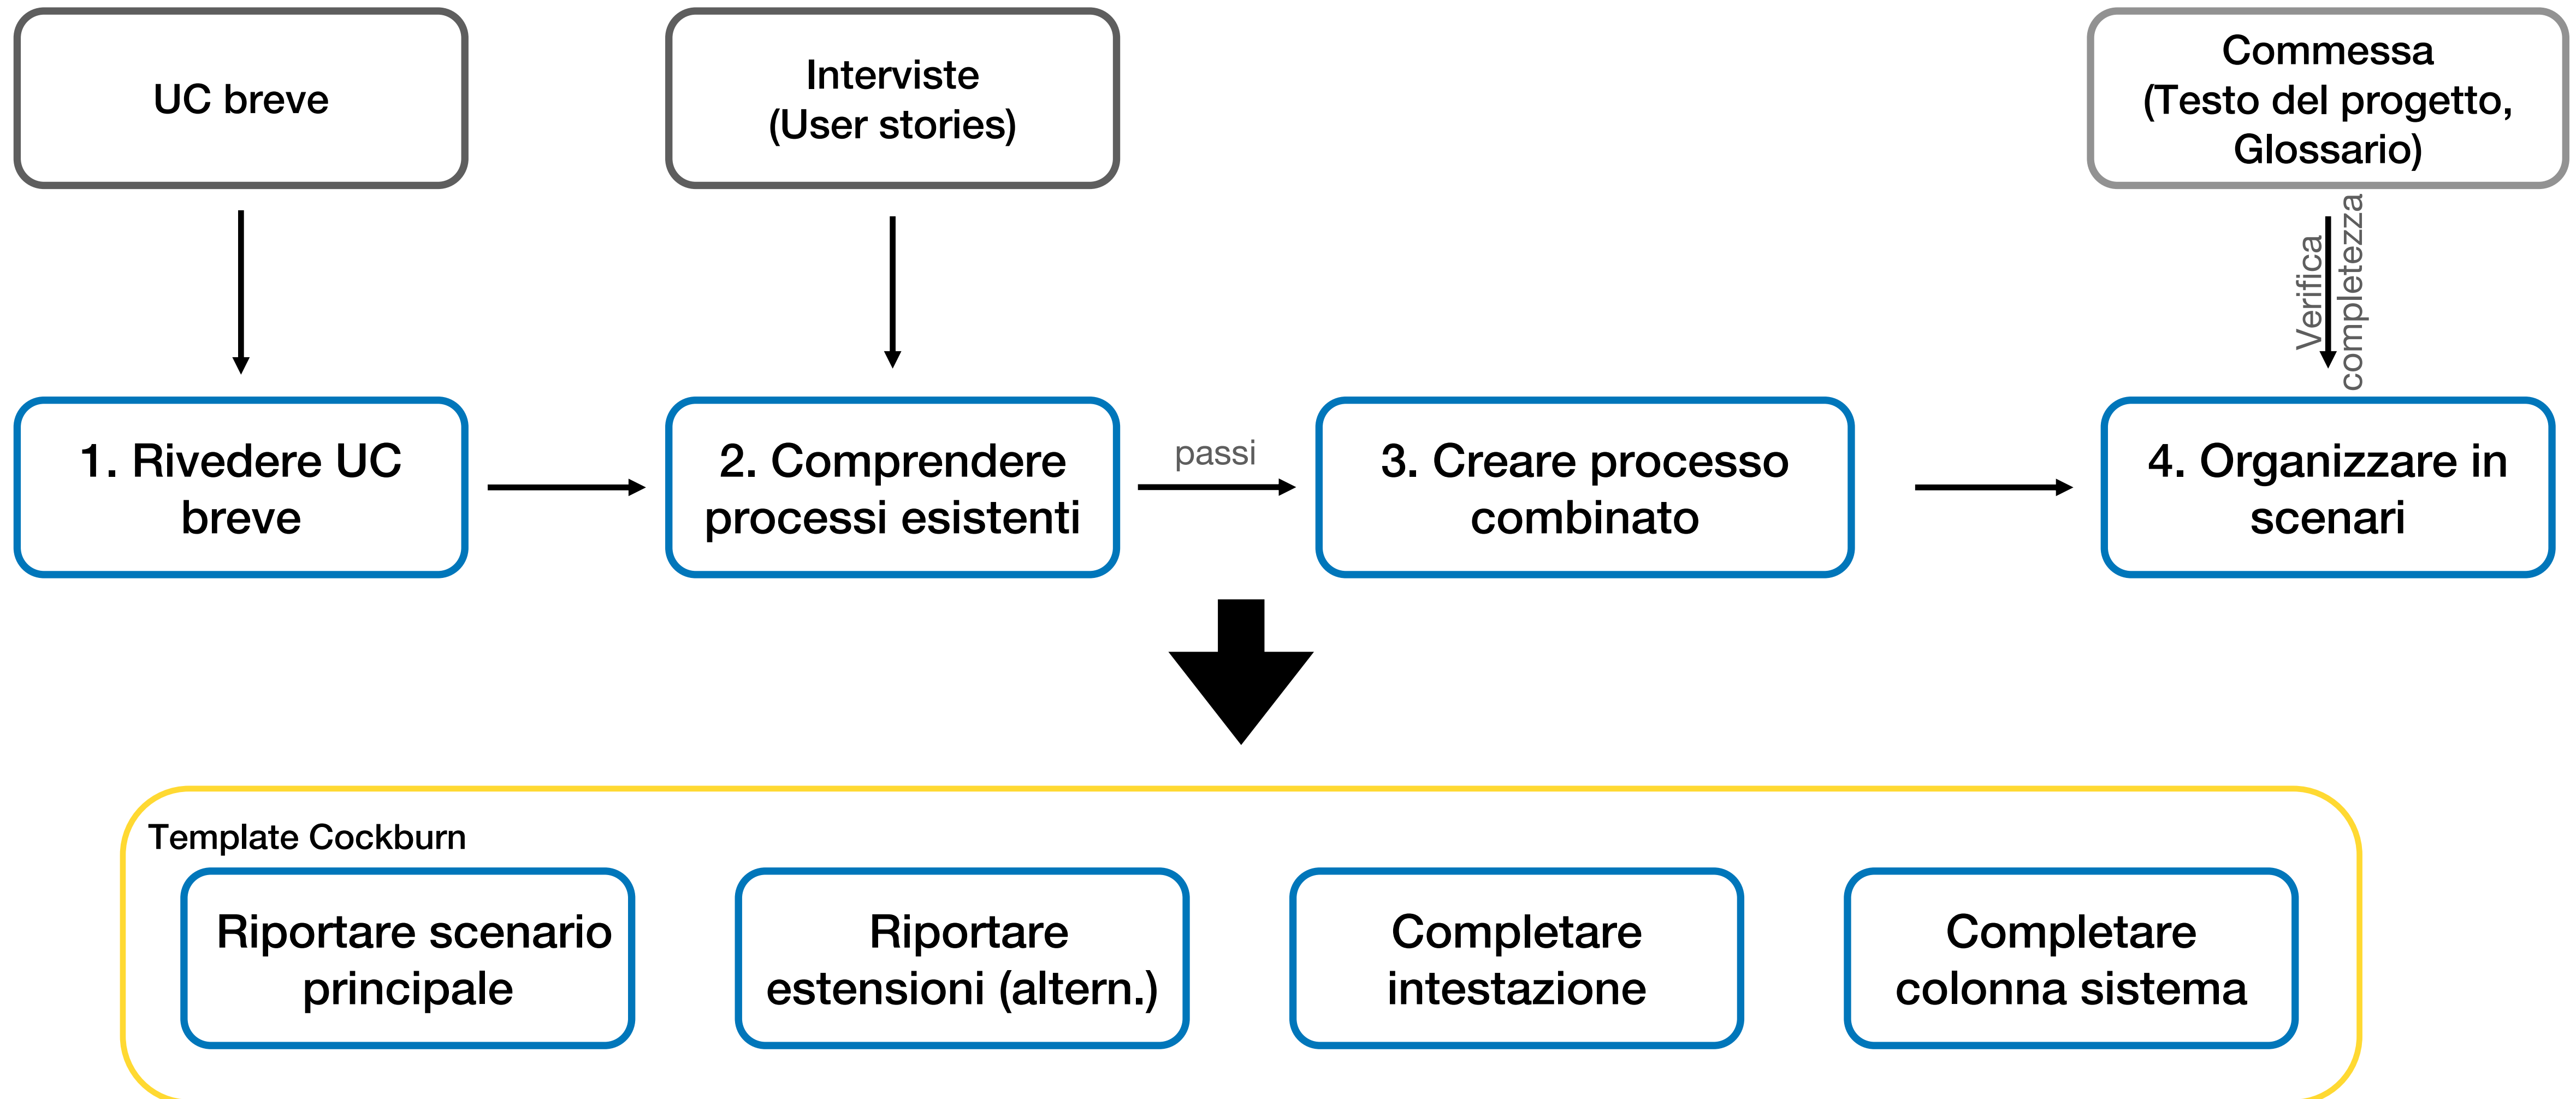 UC breve
Interviste
(User stories)
Commessa
(Testo del progetto,
Glossario)
Verifica
completezza
1. Rivedere UC
breve
2. Comprendere
processi esistenti
passi
3. Creare processo
combinato
4. Organizzare in
scenari
Template Cockburn
Riportare scenario
principale
Riportare
estensioni (altern.)
Completare
intestazione
Completare
colonna sistema